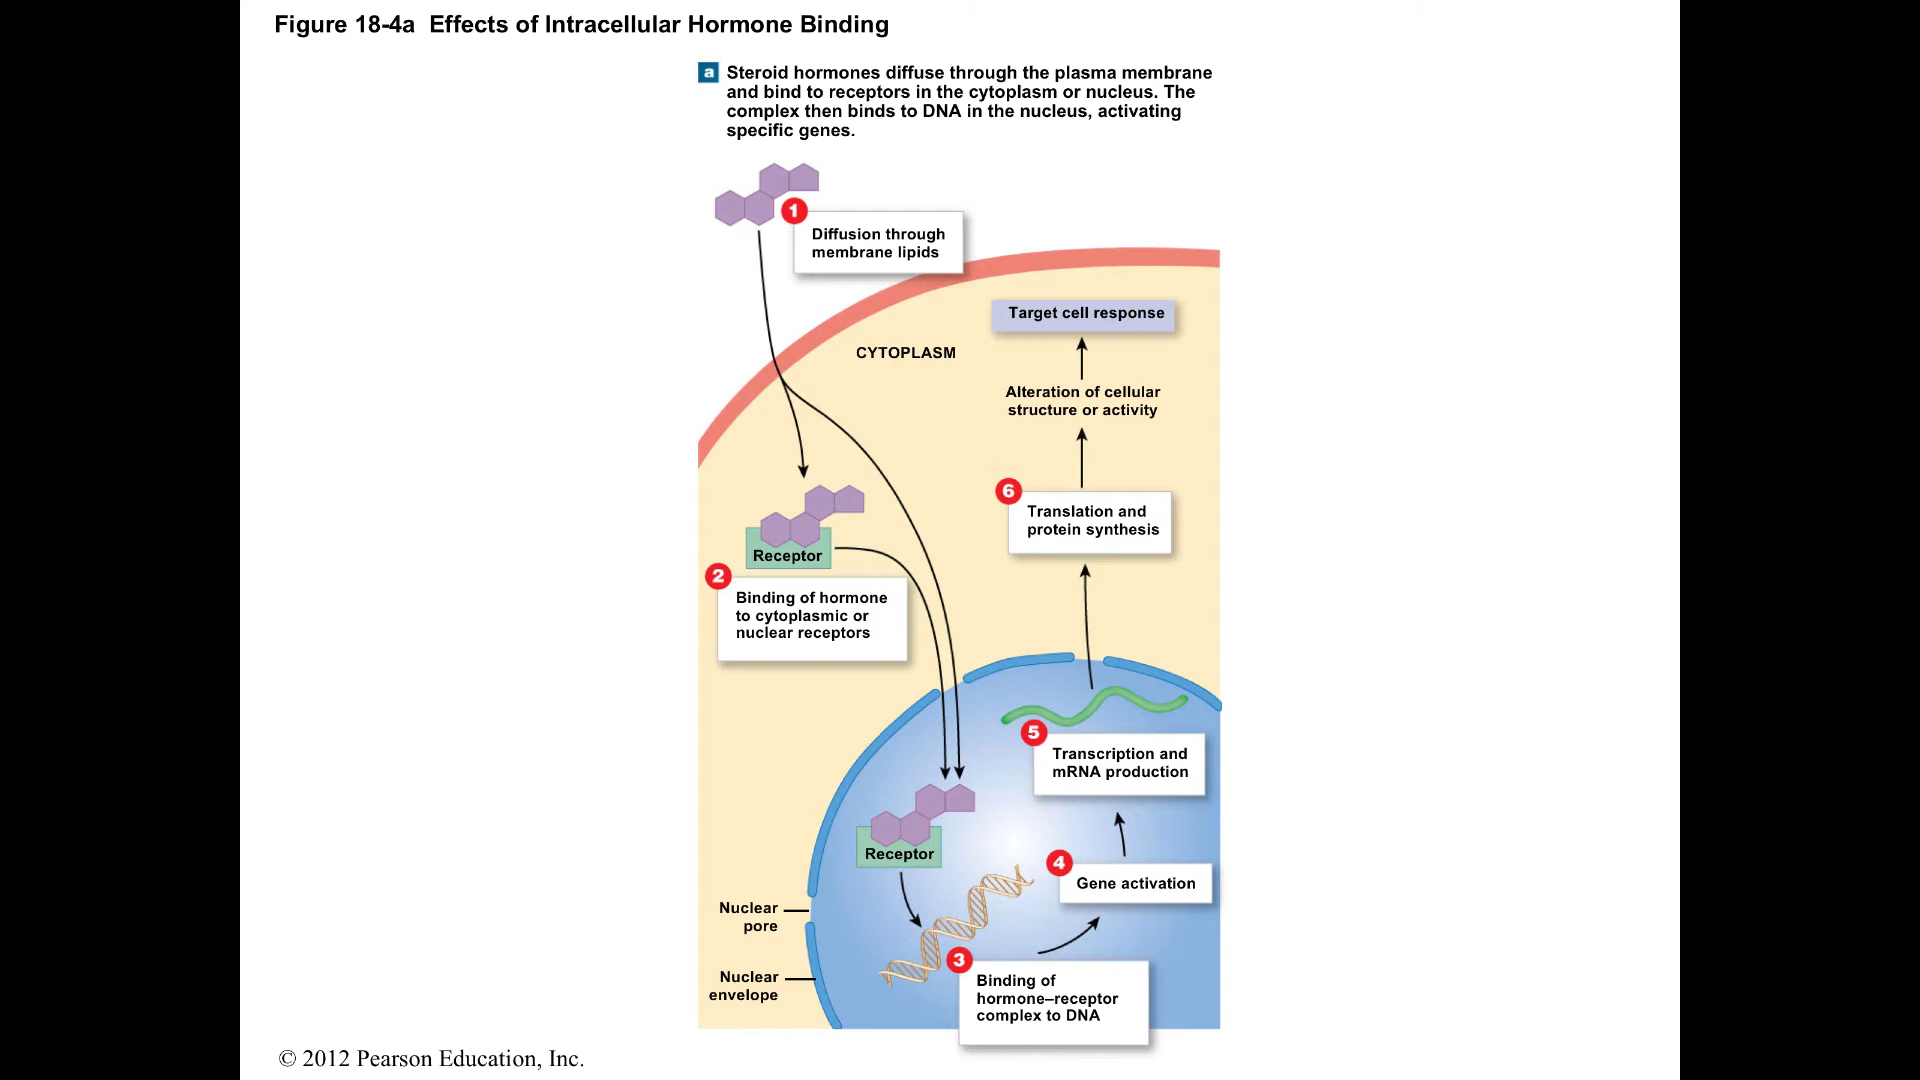 Figure 18-4a  Effects of Intracellular Hormone Binding
a Steroid hormones diffuse through the plasma membrane
and bind to receptors in the cytoplasm or nucleus. The
complex then binds to DNA in the nucleus, activating
specific genes.
1
Diffusion through
membrane lipids
Target cell response
CYTOPLASM
Alteration of cellular
structure or activity
6
Translation and
protein synthesis
Receptor
2
Binding of hormone
to cytoplasmic or
nuclear receptors
5
Transcription and
mRNA production
Receptor
4
Gene activation
Nuclear
pore
3
Binding of
hormone–receptor
complex to DNA
Nuclear
envelope
© 2012 Pearson Education, Inc.